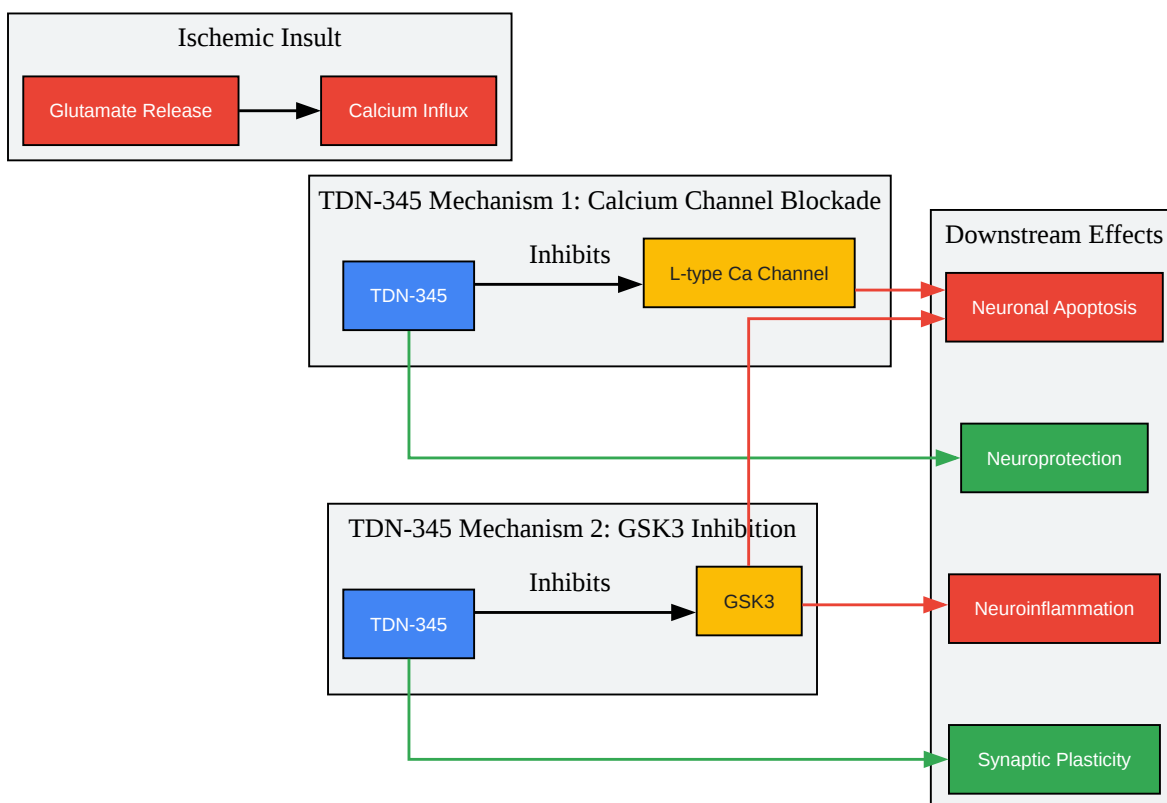 Ischemic Insult
Glutamate Release
Calcium Influx
TDN-345 Mechanism 1: Calcium Channel Blockade
Inhibits
TDN-345
L-type Ca Channel
Downstream Effects
Neuronal Apoptosis
Neuroprotection
TDN-345 Mechanism 2: GSK3 Inhibition
Inhibits
TDN-345
GSK3
Neuroinflammation
Synaptic Plasticity